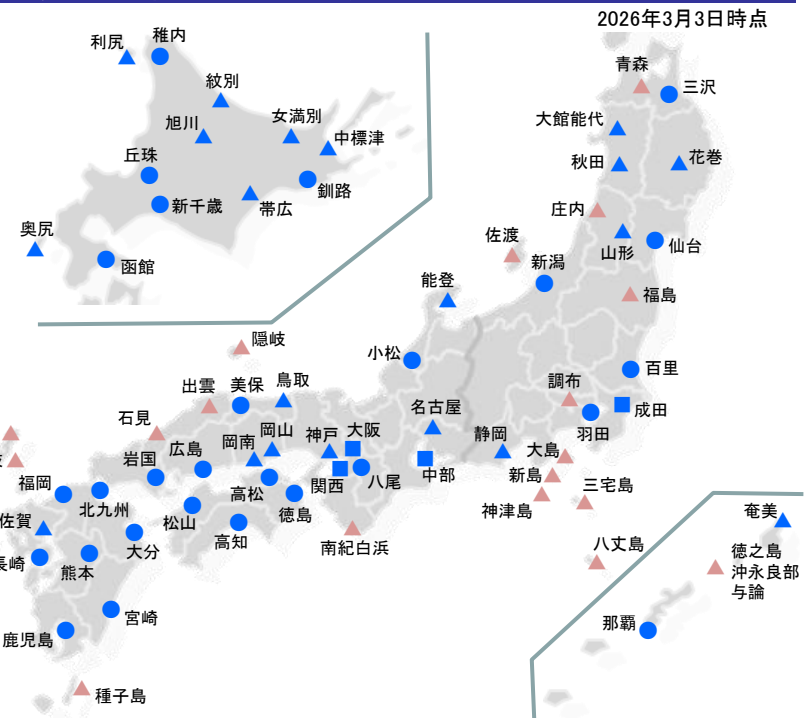 2026年3月3日時点
利尻
稚内
紋別
旭川
女満別
中標津
丘珠
新千歳
帯広
釧路
奥尻
函館
青森
三沢
大館能代
秋田
花巻
庄内
山形
仙台
佐渡
新潟
福島
能登
小松
百里
調布
成田
羽田
隠岐
出雲
美保
鳥取
石見
広島
岡南
岡山
神戸
大阪
名古屋
静岡
大島
新島
神津島
三宅島
八丈島
岩国
福岡
北九州
高松
関西
八尾
中部
徳島
松山
高知
南紀白浜
佐賀
長崎
熊本
大分
宮崎
鹿児島
種子島
奄美
徳之島
沖永良部
与論
那覇